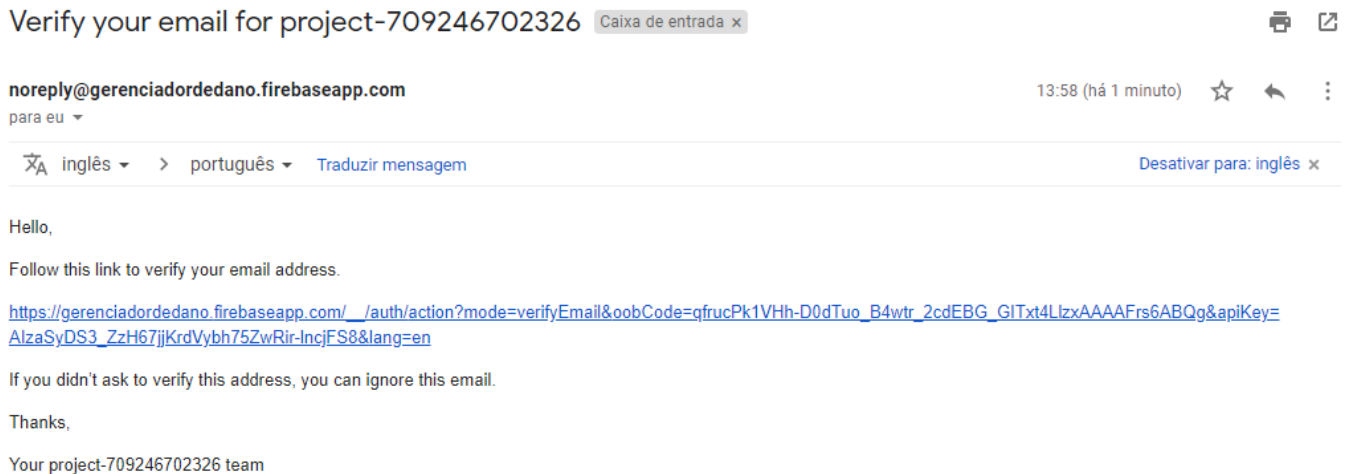 Verify your email for project-709246702326 Caixa de entrada x
noreply@gerenciadordedano.firebaseapp.com 13:58 (há 1 minuto)
para eu
inglês > português Traduzir mensagem Desativar para: inglês x
Hello,
Follow this link to verify your email address.
https://gerenciadordedano.firebaseapp.com/__/auth/action?mode=verifyEmail&oobCode=qfrucPk1VHh-D0dTuo_B4wtr_2cdEBG_GITxt4LlzxAAAAFrs6ABQg&apiKey=
AIzaSyDS3_ZzH67jjKrdVybh75ZwRir-lncjFS8&lang=en
If you didn't ask to verify this address, you can ignore this email.
Thanks,
Your project-709246702326 team